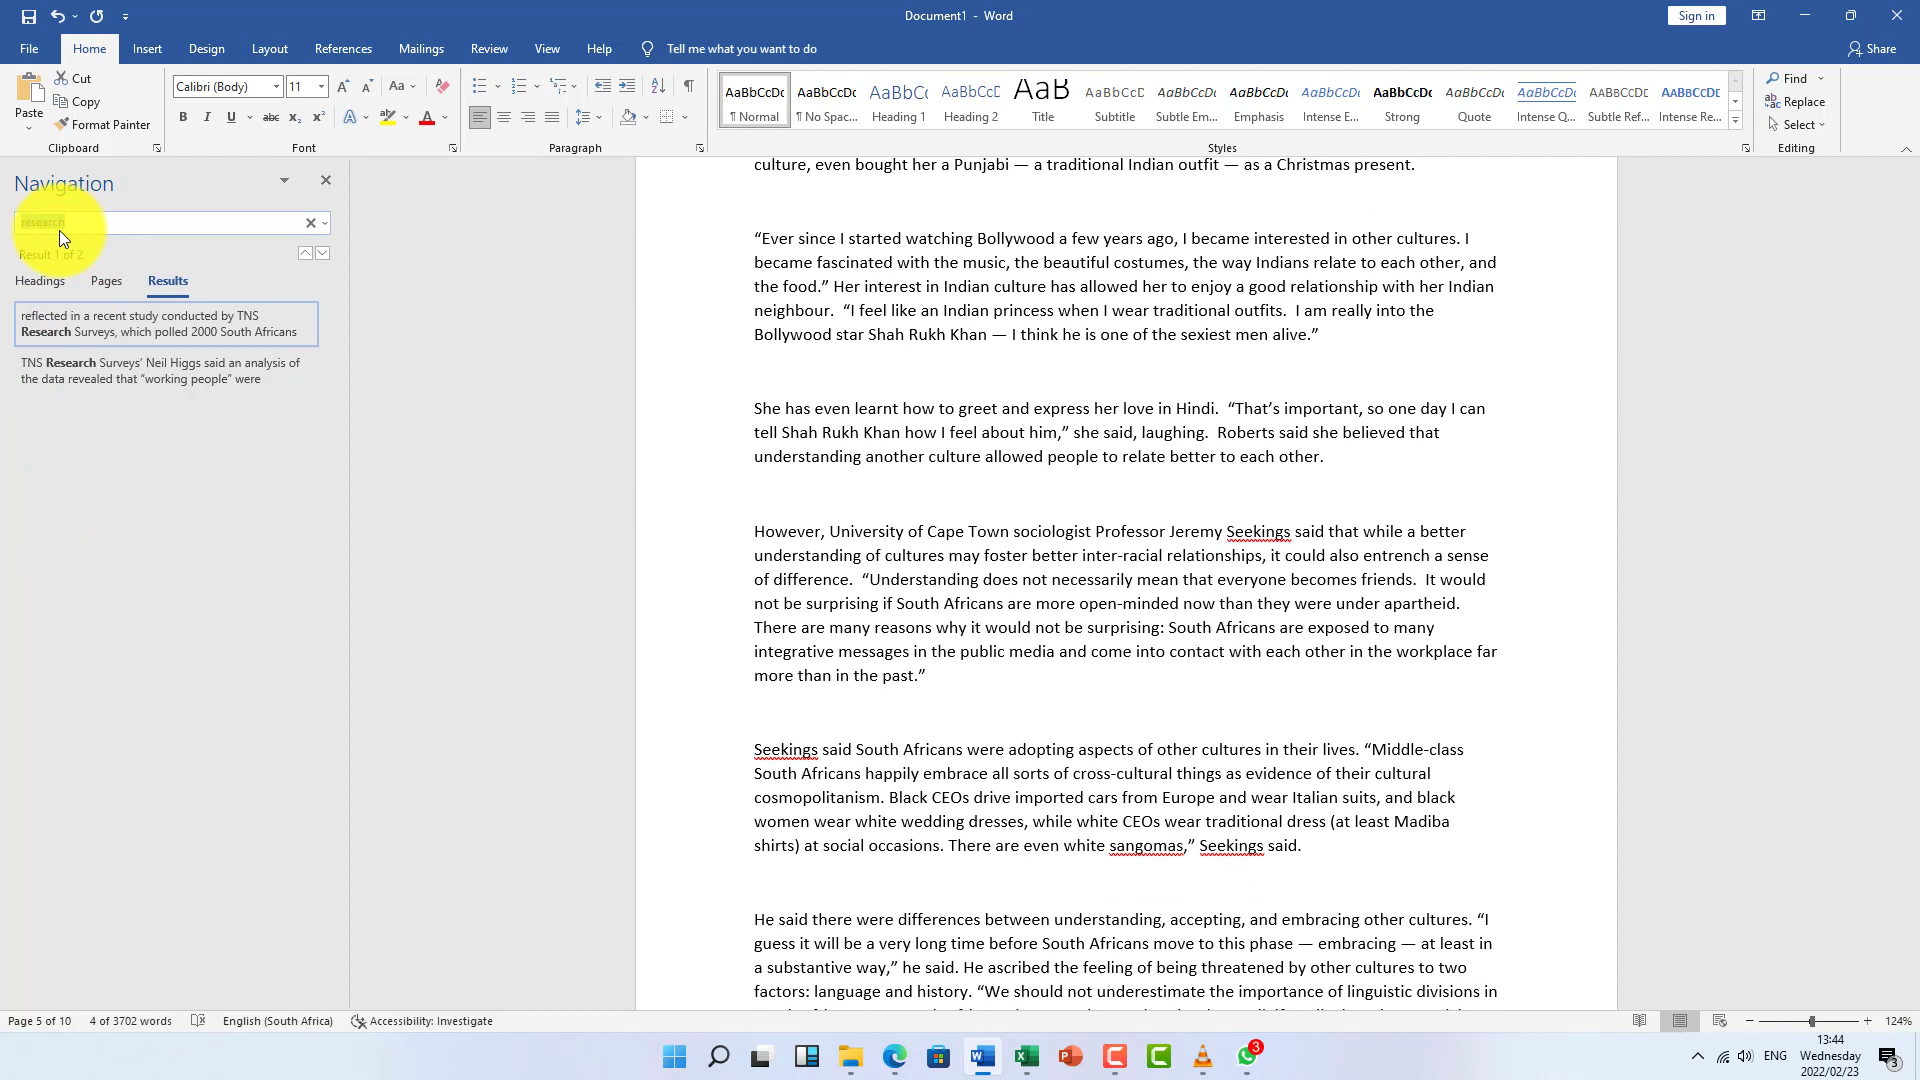 Document1 - Word
Sign in
File Home Insert Design Layout References Mailings Review View Help Tell me what you want to do Share
Paste
Cut
Copy
Format Painter
Calibri (Body) 11
AaBbCcDc ¶ Normal
AaBbCcDc ¶ No Spac...
AaBbCc Heading 1
AaBbCcD Heading 2
AaB Title
AaBbCcD Subtitle
AaBbCcDc Subtle Em...
AaBbCcDc Emphasis
AaBbCcDc Intense E...
AaBbCcDc Strong
AaBbCcDc Quote
AaBbCcDc Intense Q...
AABBCCDE Subtle Ref...
AABBCCDE Intense Re...
Find
Replace
Select
Clipboard Font Paragraph Styles Editing
Navigation
research
Result 1 of 2
Headings Pages Results
reflected in a recent study conducted by TNS
Research Surveys, which polled 2000 South Africans
TNS Research Surveys' Neil Higgs said an analysis of
the data revealed that “working people” were
culture, even bought her a Punjabi — a traditional Indian outfit — as a Christmas present.
“Ever since I started watching Bollywood a few years ago, I became interested in other cultures. I
became fascinated with the music, the beautiful costumes, the way Indians relate to each other, and
the food.” Her interest in Indian culture has allowed her to enjoy a good relationship with her Indian
neighbour. “I feel like an Indian princess when I wear traditional outfits. I am really into the
Bollywood star Shah Rukh Khan — I think he is one of the sexiest men alive.”
She has even learnt how to greet and express her love in Hindi. “That’s important, so one day I can
tell Shah Rukh Khan how I feel about him,” she said, laughing. Roberts said she believed that
understanding another culture allowed people to relate better to each other.
However, University of Cape Town sociologist Professor Jeremy Seekings said that while a better
understanding of cultures may foster better inter-racial relationships, it could also entrench a sense
of difference. “Understanding does not necessarily mean that everyone becomes friends. It would
not be surprising if South Africans are more open-minded now than they were under apartheid.
There are many reasons why it would not be surprising: South Africans are exposed to many
integrative messages in the public media and come into contact with each other in the workplace far
more than in the past.”
Seekings said South Africans were adopting aspects of other cultures in their lives. “Middle-class
South Africans happily embrace all sorts of cross-cultural things as evidence of their cultural
cosmopolitanism. Black CEOs drive imported cars from Europe and wear Italian suits, and black
women wear white wedding dresses, while white CEOs wear traditional dress (at least Madiba
shirts) at social occasions. There are even white sangomas,” Seekings said.
He said there were differences between understanding, accepting, and embracing other cultures. “I
guess it will be a very long time before South Africans move to this phase — embracing — at least in
a substantive way,” he said. He ascribed the feeling of being threatened by other cultures to two
factors: language and history. “We should not underestimate the importance of linguistic divisions in
Page 5 of 10 4 of 3702 words English (South Africa) Accessibility: Investigate 124%
3
ENG
13:44
Wednesday
2022/02/23
3